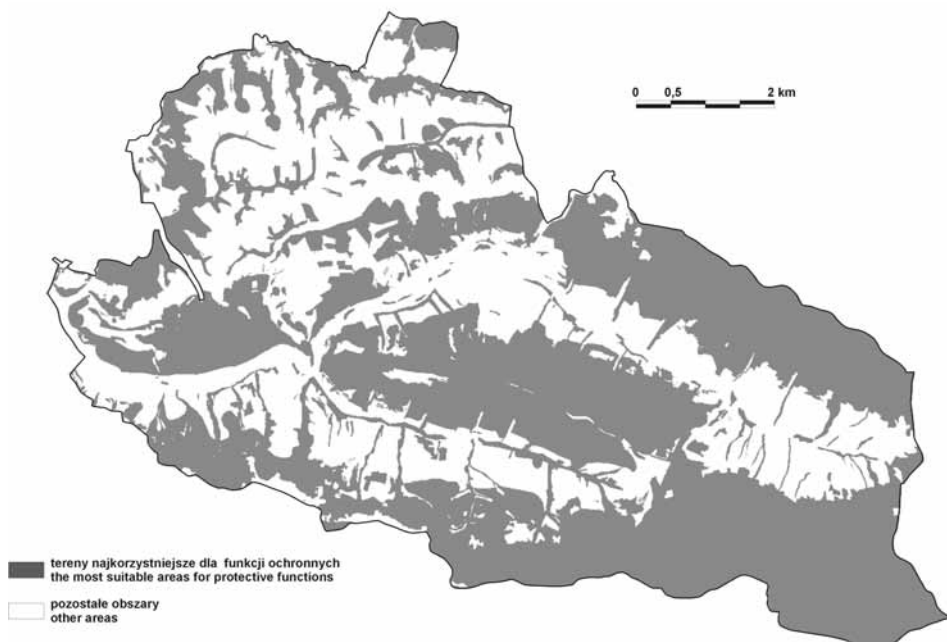 0 0,5 2 km
tereny najkorzystniejsze dla funkcji ochronnych
the most suitable areas for protective functions
pozostałe obszary
other areas